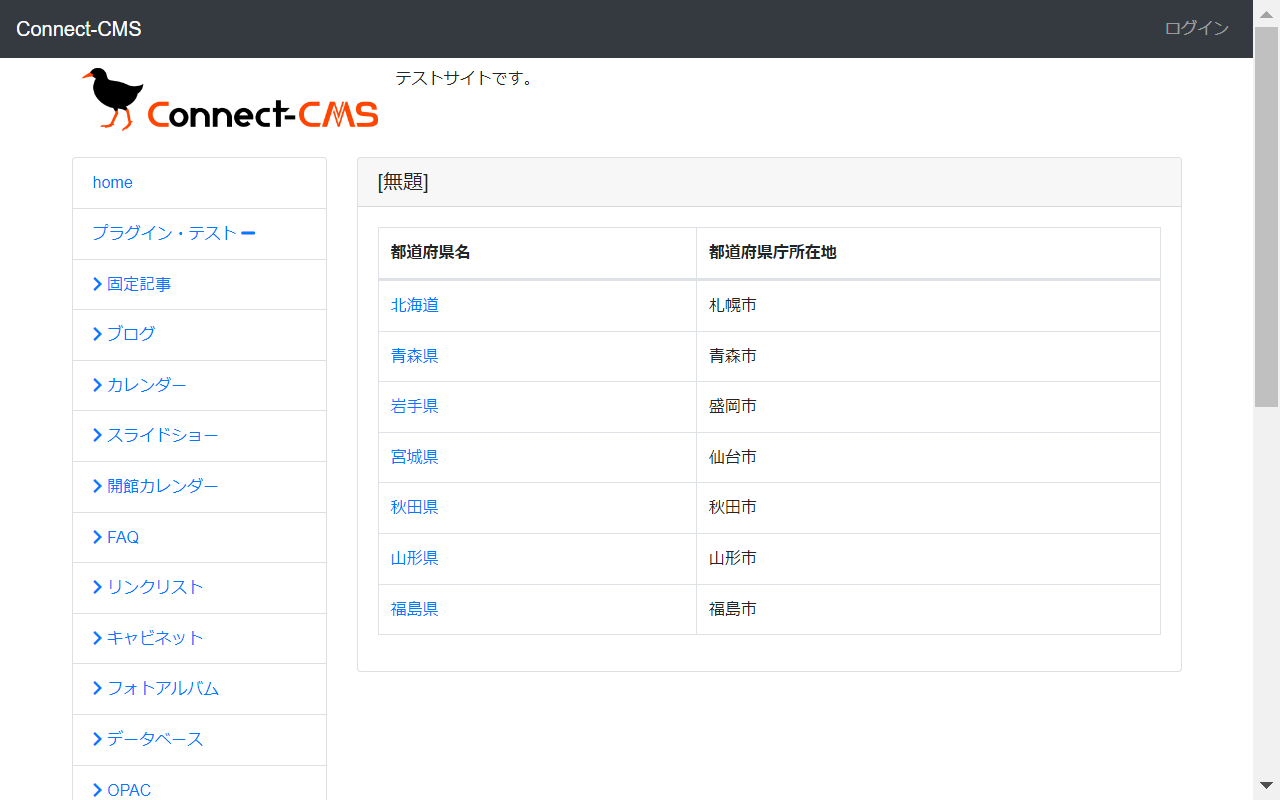 Connect-CMS
ログイン
Connect-CMS
テストサイトです。
home
プラグイン・テスト
固定記事
ブログ
カレンダー
スライドショー
開館カレンダー
FAQ
リンクリスト
キャビネット
フォトアルバム
データベース
OPAC
[無題]
都道府県名 都道府県庁所在地
北海道 札幌市
青森県 青森市
岩手県 盛岡市
宮城県 仙台市
秋田県 秋田市
山形県 山形市
福島県 福島市